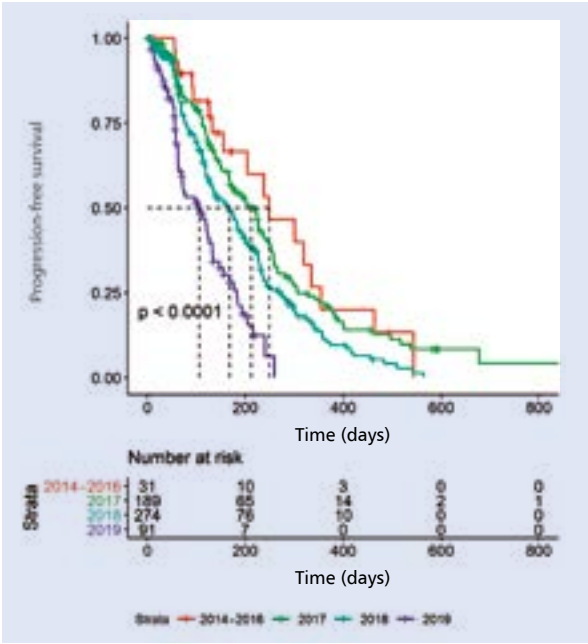 Progression-free survival
1.00
0.75
0.50
0.25
0.00
p < 0.0001
0 200 400 600 800
Time (days)
Number at risk
Strata
2014-2016 31 10 3 0 0
2017 189 65 14 2 1
2018 274 76 10 0 0
2019 91 7 0 0 0
0 200 400 600 800
Time (days)
Strata 2014-2016 2017 2018 2019